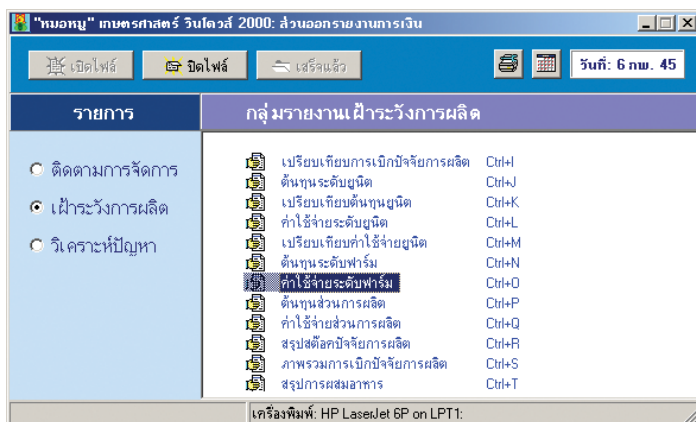 "หมอหมู" เกษตรศาสตร์ วินโดวส์ 2000: ส่วนออกรายงานการเงิน
เปิดไฟล์ ปิดไฟล์ เสร็จแล้ว วันที่: 6 กพ. 45
รายการ กลุ่มรายงานเฝ้าระวังการผลิต
ติดตามการจัดการ
เฝ้าระวังการผลิต
วิเคราะห์ปัญหา
เปรียบเทียบการเบิกปัจจัยการผลิต Ctrl+I
ต้นทุนระดับยูนิต Ctrl+J
เปรียบเทียบต้นทุนยูนิต Ctrl+K
ค่าใช้จ่ายระดับยูนิต Ctrl+L
เปรียบเทียบค่าใช้จ่ายยูนิต Ctrl+M
ต้นทุนระดับฟาร์ม Ctrl+N
ค่าใช้จ่ายระดับฟาร์ม Ctrl+O
ต้นทุนส่วนการผลิต Ctrl+P
ค่าใช้จ่ายส่วนการผลิต Ctrl+Q
สรุปสต๊อคปัจจัยการผลิต Ctrl+R
ภาพรวมการเบิกปัจจัยการผลิต Ctrl+S
สรุปการผสมอาหาร Ctrl+T
เครื่องพิมพ์: HP LaserJet 6P on LPT1: